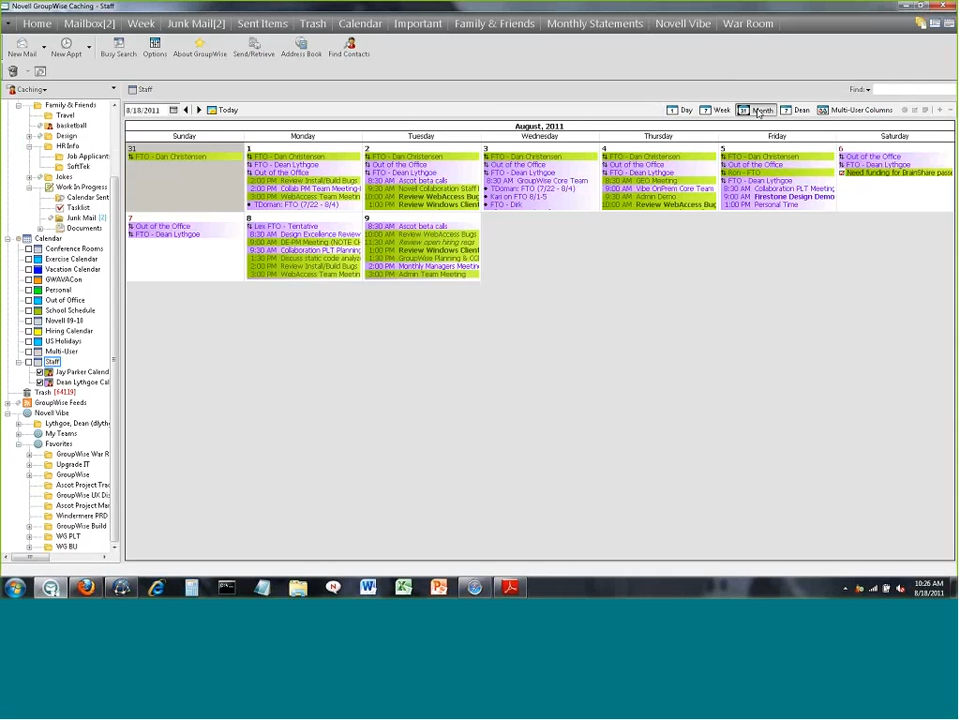 Novell GroupWise Caching - Staff
Home Mailbox[2] Week Junk Mail[2] Sent Items Trash Calendar Important Family & Friends Monthly Statements Novell Vibe War Room
New Mail New Appt Busy Search Options About GroupWise Send/Retrieve Address Book Find Contacts
Caching Staff Find:
8/18/2011 Today Day Week Month Dean Multi-User Columns
Family & Friends
Travel
basketball
Design
HR Info
Job Applicant
SoftTek
Jokes
Work In Progress
Calendar Sent
Tasklist
Junk Mail [2]
Documents
Calendar
Conference Rooms
Exercise Calendar
Vacation Calendar
GWAVACon
Personal
Out of Office
School Schedule
Novell 09-10
Hiring Calendar
US Holidays
Multi-User
Staff
Jay Parker Calend
Dean Lythgoe Cal
Trash [64119]
GroupWise Feeds
Novell Vibe
Lythgoe, Dean (dlythg
My Teams
Favorites
GroupWise War R
Upgrade IT
GroupWise
Ascot Project Trac
GroupWise UX Dis
Ascot Project Mar
Windermere PRD
GroupWise Build
WG PLT
WG BU
August, 2011
Sunday Monday Tuesday Wednesday Thursday Friday Saturday
31
FTO - Dan Christensen
1
FTO - Dan Christensen
FTO - Dean Lythgoe
Out of the Office
2:00 PM Review Install/Build Bugs
2:00 PM Collab PM Team Meeting-
3:00 PM WebAccess Team Meetin
TDoman: FTO (7/22 - 8/4)
2
FTO - Dan Christensen
Out of the Office
FTO - Dean Lythgoe
8:30 AM Ascot beta calls
9:30 AM Novell Collaboration Staff
10:00 AM Review WebAccess Bug
1:00 PM Review Windows Client
3
FTO - Dan Christensen
Out of the Office
FTO - Dean Lythgoe
8:30 AM GroupWise Core Team
TDoman: FTO (7/22 - 8/4)
Kari on FTO 8/1-5
FTO - Dirk
4
FTO - Dan Christensen
Out of the Office
FTO - Dean Lythgoe
8:30 AM GEO Meeting
9:00 AM Vibe OnPrem Core Team
9:30 AM Admin Demo
10:00 AM Review WebAccess Bug
5
FTO - Dan Christensen
Out of the Office
Ron - FTO
FTO - Dean Lythgoe
8:30 AM Collaboration PLT Meeting
9:00 AM Firestone Design Demo
1:00 PM Personal Time
6
Out of the Office
FTO - Dean Lythgoe
Need funding for BrainShare passe
7
Out of the Office
FTO - Dean Lythgoe
8
Lex FTO - Tentative
8:30 AM Design Excellence Review
9:00 AM DE-PM Meeting (NOTE CH
9:30 AM Collaboration PLT Planning
1:30 PM Discuss static code analyz
2:00 PM Review Install/Build Bugs
3:00 PM WebAccess Team Meetin
9
8:30 AM Ascot beta calls
10:00 AM Review WebAccess Bug
11:30 AM Review open hiring reqs
1:00 PM Review Windows Client
1:30 PM GroupWise Planning & CCI
2:00 PM Monthly Managers Meetin
3:30 PM Admin Team Meeting
10:26 AM
8/18/2011